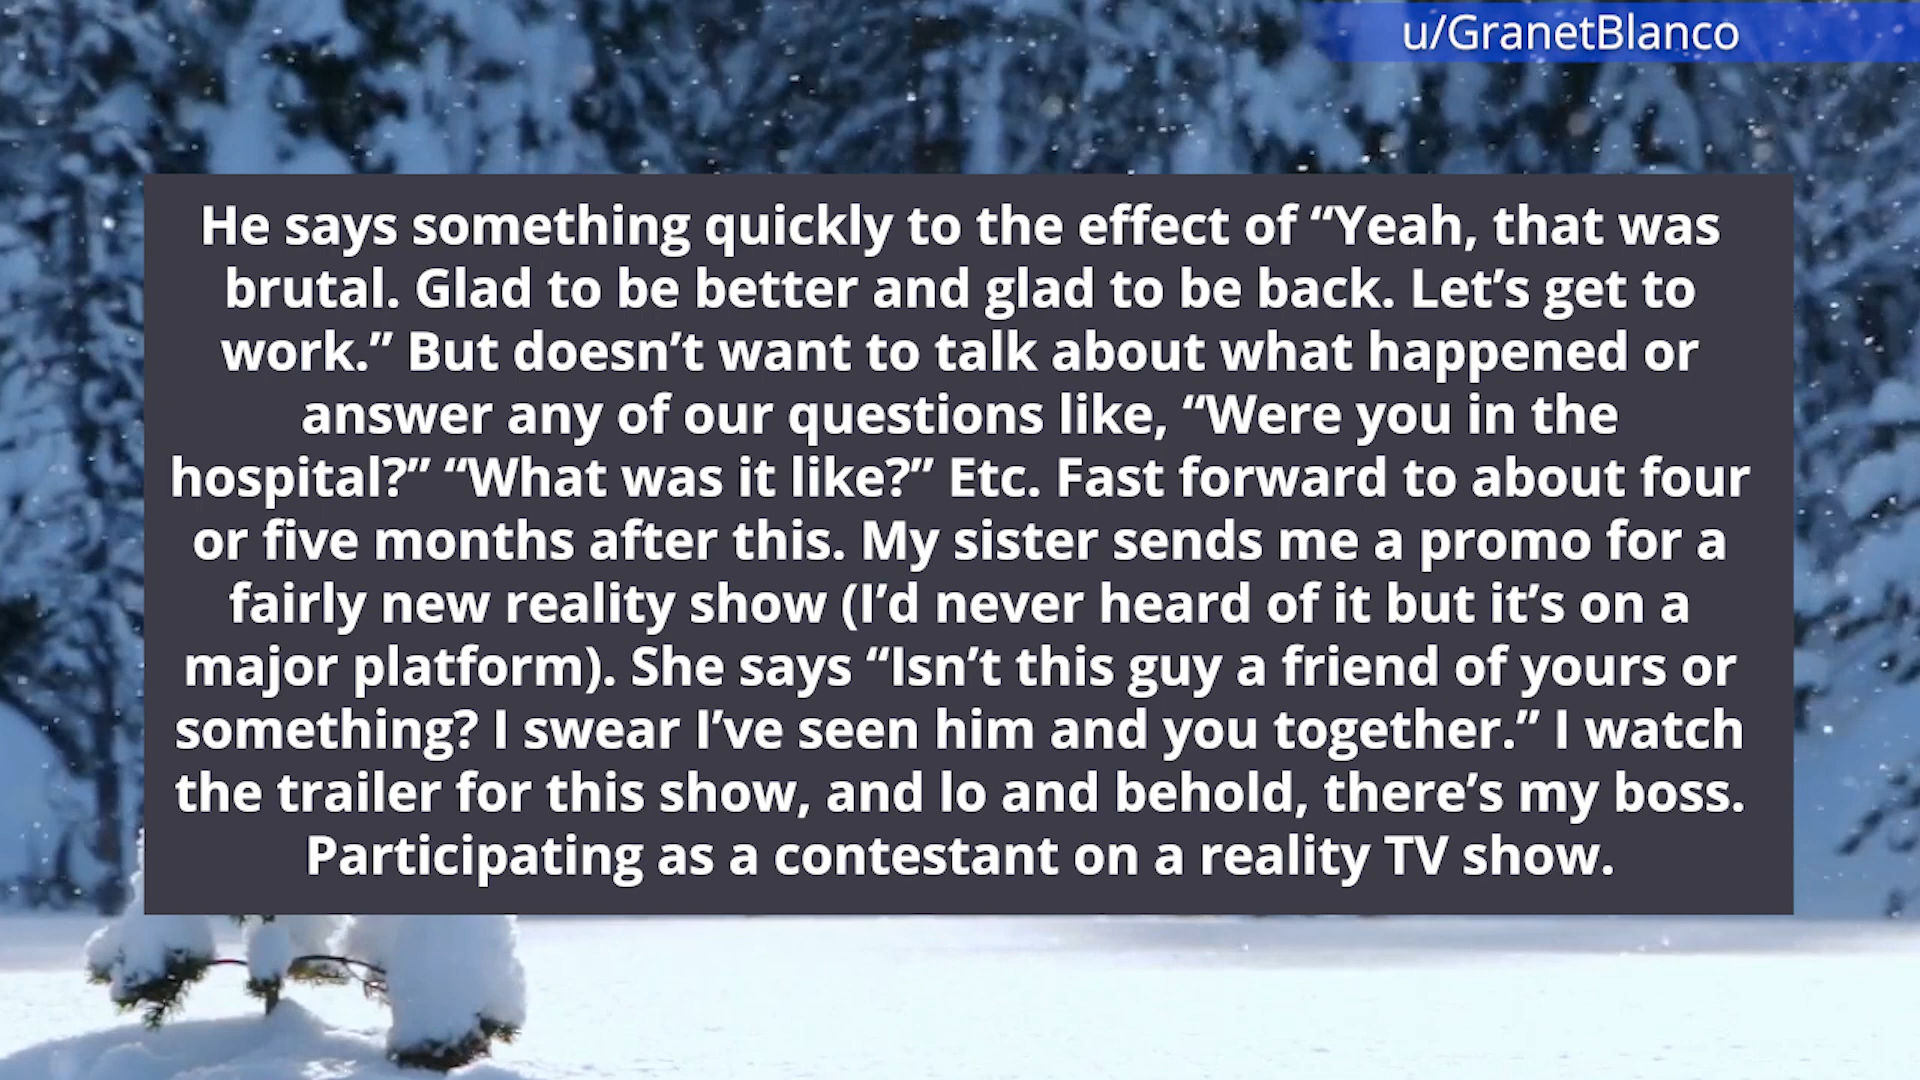 u/GranetBlanco
He says something quickly to the effect of “Yeah, that was
brutal. Glad to be better and glad to be back. Let’s get to
work.” But doesn’t want to talk about what happened or
answer any of our questions like, “Were you in the
hospital?” “What was it like?” Etc. Fast forward to about four
or five months after this. My sister sends me a promo for a
fairly new reality show (I’d never heard of it but it’s on a
major platform). She says “Isn’t this guy a friend of yours or
something? I swear I’ve seen him and you together.” I watch
the trailer for this show, and lo and behold, there’s my boss.
Participating as a contestant on a reality TV show.